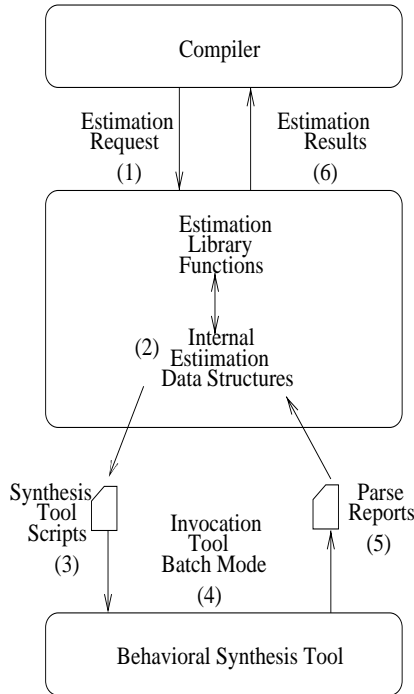 Compiler
Estimation
Request
(1)
Estimation
Results
(6)
Estimation
Library
Functions
(2)
Internal
Estiimation
Data Structures
Synthesis
Tool
Scripts
(3)
Invocation
Tool
Batch Mode
(4)
Parse
Reports
(5)
Behavioral Synthesis Tool